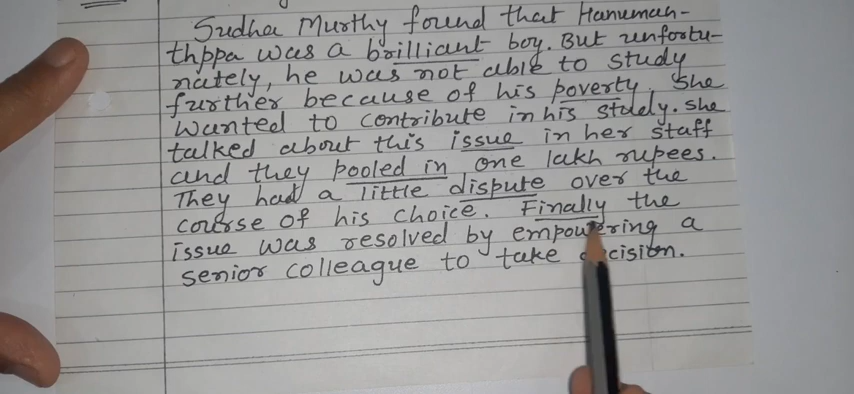 Sudha Murthy found that Hanuman-
thppa was a brilliant boy. But unfortu-
nately, he was not able to study
further because of his poverty. She
wanted to contribute in his study. She
talked about this issue in her staff
and they pooled in one lakh rupees.
They had a little dispute over the
course of his choice. Finally the
issue was resolved by empowering a
senior colleague to take decision.